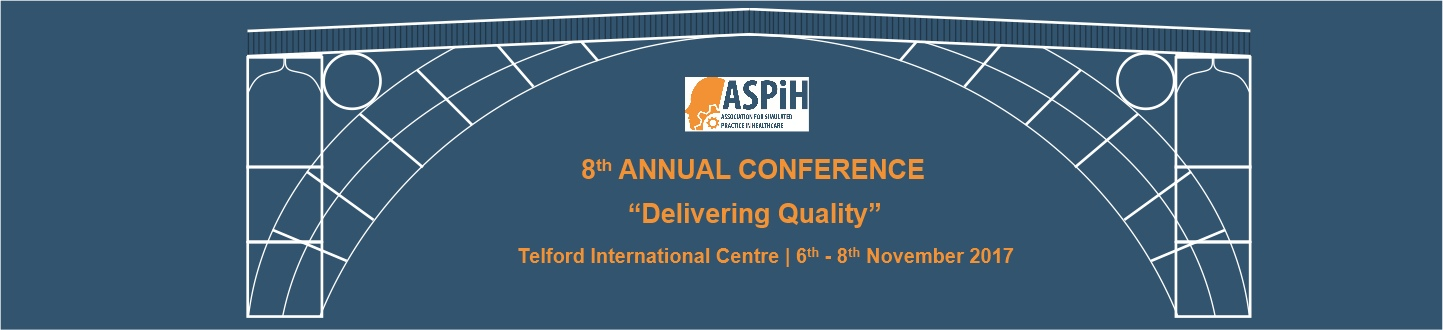 ASPiH
ASSOCIATION FOR SIMULATED
PRACTICE IN HEALTHCARE
8th ANNUAL CONFERENCE
“Delivering Quality”
Telford International Centre | 6th - 8th November 2017